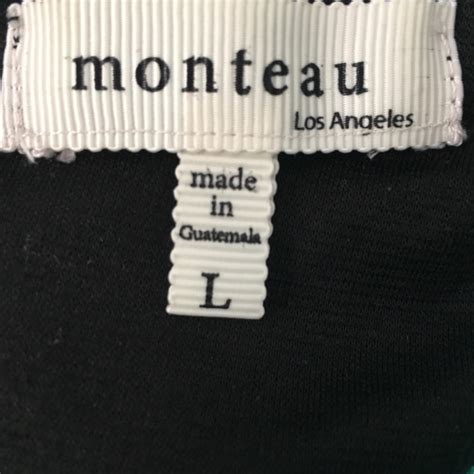 monteau
Los Angeles
made
in
Guatemala
L